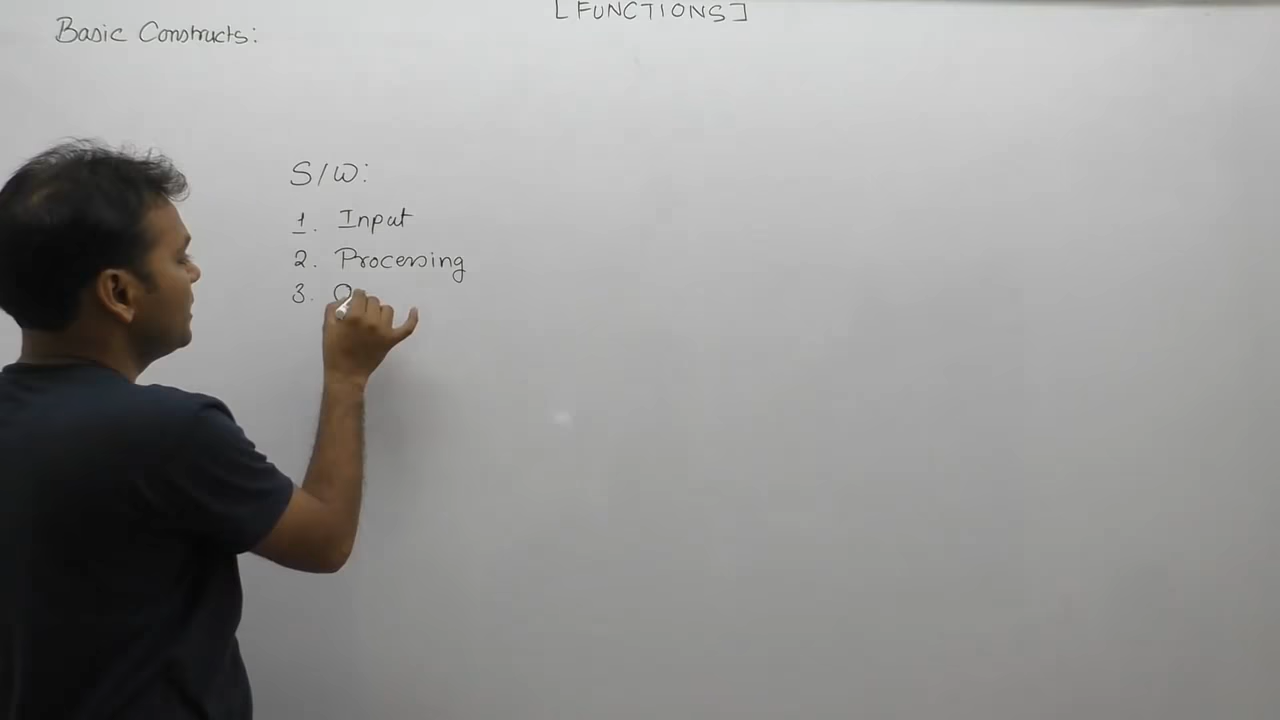 [FUNCTIONS]
Basic Constructs:
S/W:
1. Input
2. Processing
3. O